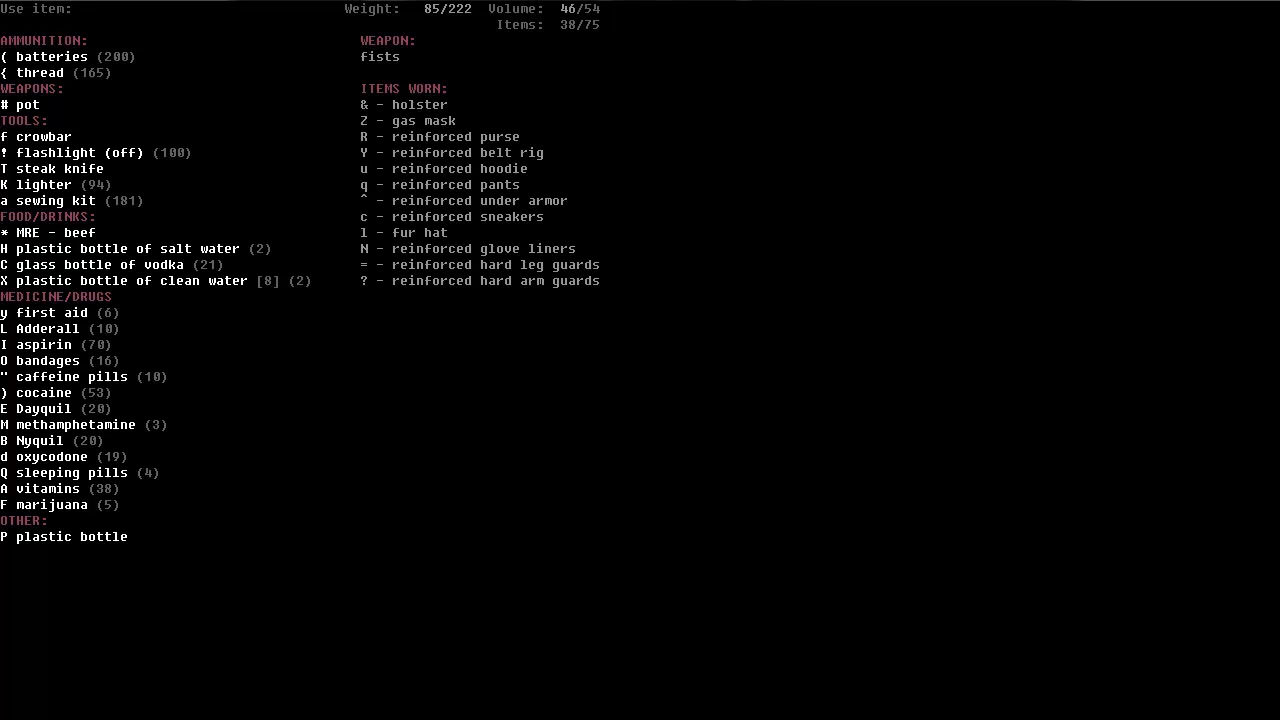 Use item: Weight: 85/222 Volume: 46/54
Items: 38/75
AMMUNITION: WEAPON:
( batteries (200) fists
{ thread (165)
WEAPONS: ITEMS WORN:
# pot & - holster
TOOLS: Z - gas mask
f crowbar R - reinforced purse
! flashlight (off) (100) Y - reinforced belt rig
T steak knife u - reinforced hoodie
K lighter (94) q - reinforced pants
a sewing kit (181) ^ - reinforced under armor
FOOD/DRINKS: c - reinforced sneakers
* MRE - beef l - fur hat
H plastic bottle of salt water (2) N - reinforced glove liners
C glass bottle of vodka (21) = - reinforced hard leg guards
X plastic bottle of clean water [8] (2) ? - reinforced hard arm guards
MEDICINE/DRUGS
y first aid (6)
L Adderall (10)
I aspirin (70)
O bandages (16)
" caffeine pills (10)
) cocaine (53)
E Dayquil (20)
M methamphetamine (3)
B Nyquil (20)
d oxycodone (19)
Q sleeping pills (4)
A vitamins (38)
F marijuana (5)
OTHER:
P plastic bottle